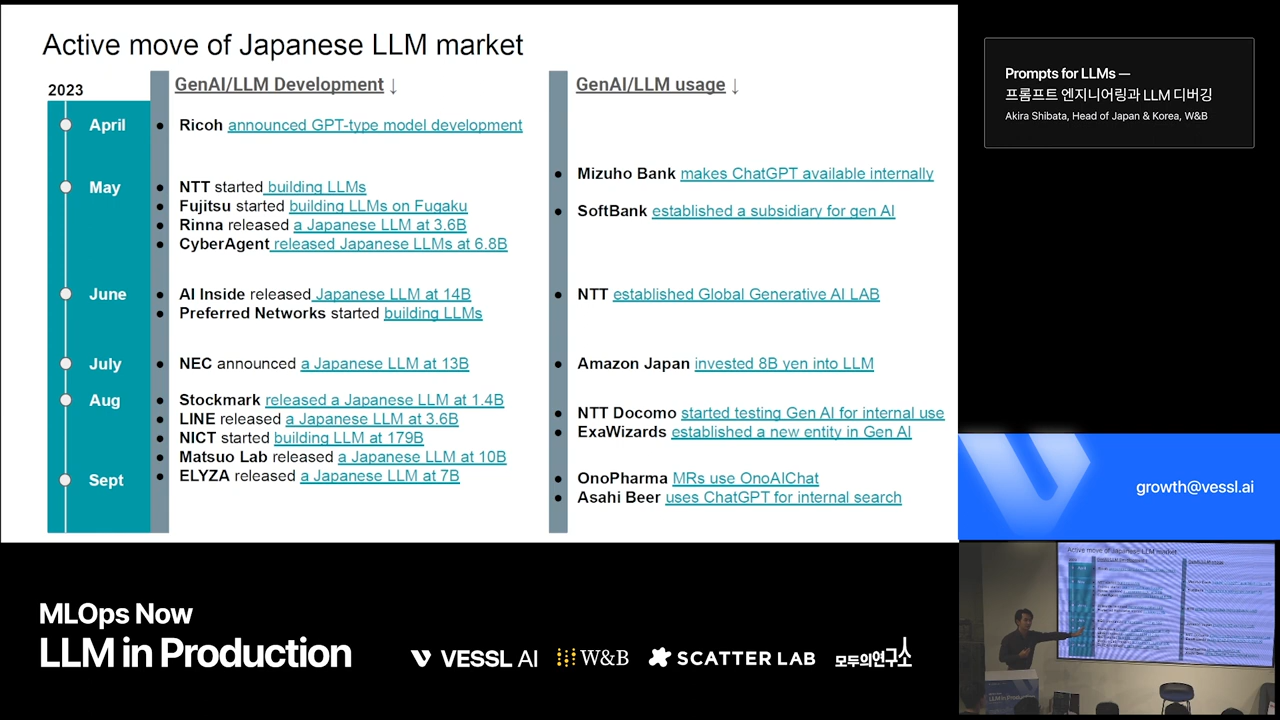 Active move of Japanese LLM market
2023
GenAI/LLM Development ↓
April
Ricoh announced GPT-type model development
May
NTT started building LLMs
Fujitsu started building LLMs on Fugaku
Rinna released a Japanese LLM at 3.6B
CyberAgent released Japanese LLMs at 6.8B
June
AI Inside released Japanese LLM at 14B
Preferred Networks started building LLMs
July
NEC announced a Japanese LLM at 13B
Aug
Stockmark released a Japanese LLM at 1.4B
LINE released a Japanese LLM at 3.6B
NICT started building LLM at 179B
Matsuo Lab released a Japanese LLM at 10B
Sept
ELYZA released a Japanese LLM at 7B
GenAI/LLM usage ↓
Mizuho Bank makes ChatGPT available internally
SoftBank established a subsidiary for gen AI
NTT established Global Generative AI LAB
Amazon Japan invested 8B yen into LLM
NTT Docomo started testing Gen AI for internal use
ExaWizards established a new entity in Gen AI
OnoPharma MRs use OnoAIChat
Asahi Beer uses ChatGPT for internal search
Prompts for LLMs —
프롬프트 엔지니어링과 LLM 디버깅
Akira Shibata, Head of Japan & Korea, W&B
growth@vessl.ai
Active move of Japanese LLM market
MLOps Now
LLM in Production
VESSL AI
W&B
SCATTER LAB
모두의연구소